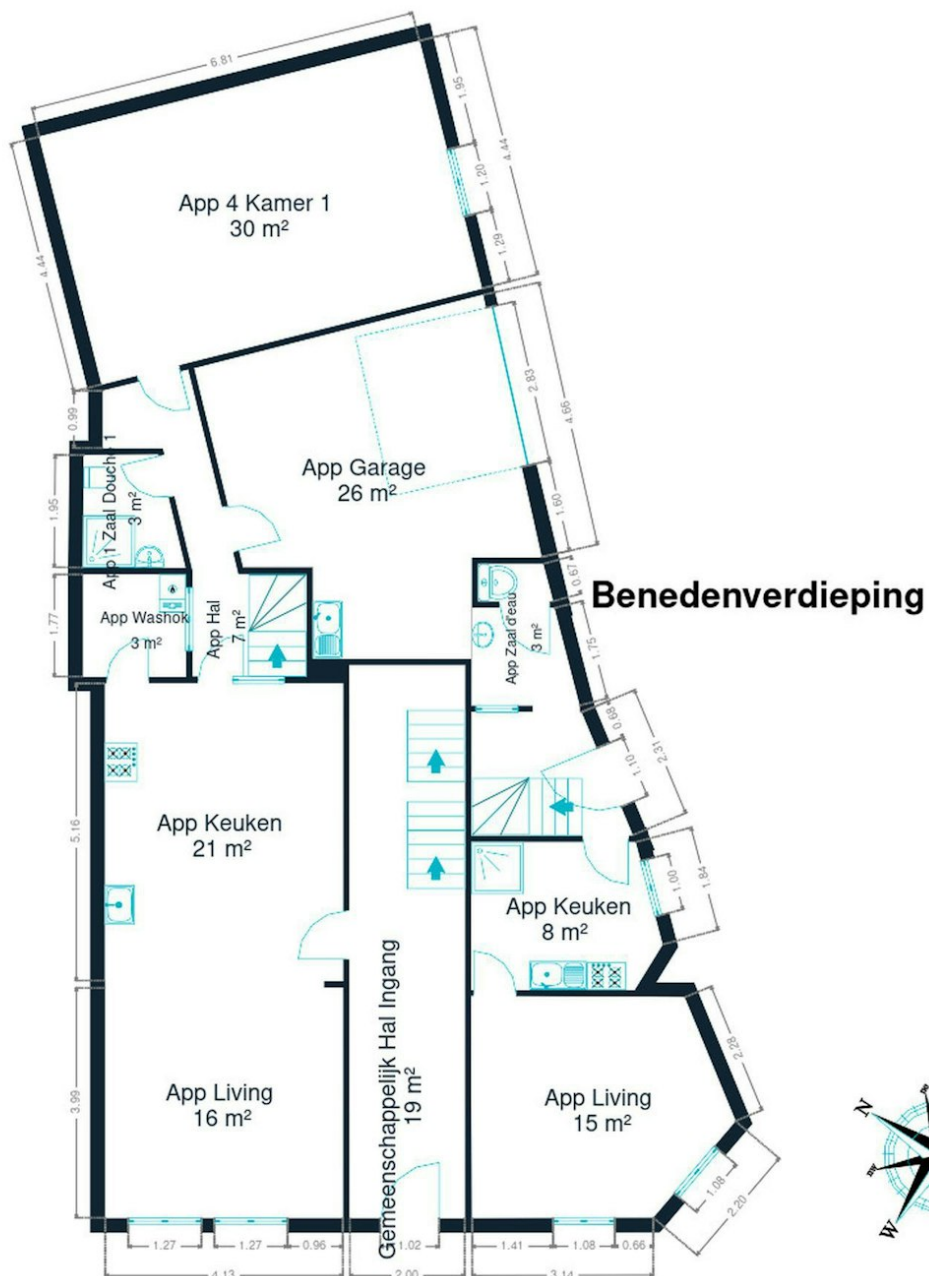 6.81
1.95
4.44
1.20
App 4 Kamer 1
30 m²
1.29
4.44
2.83
4.66
0.99
App Garage
26 m²
1.60
App 1 Zaal Douche 1
3 m²
1.95
0.67
Benedenverdieping
App Washok
3 m²
1.77
App Hal
7 m²
App Zaal d'eau
3 m²
1.75
0.68
2.31
1.10
App Keuken
21 m²
5.16
1.00
1.84
App Keuken
8 m²
Gemeenschappelijk Hal Ingang
19 m²
2.28
App Living
16 m²
3.99
App Living
15 m²
N
NW
W
1.08
2.20
1.27
1.27
0.96
1.02
1.41
1.08
0.66
4.13
2.00
3.14